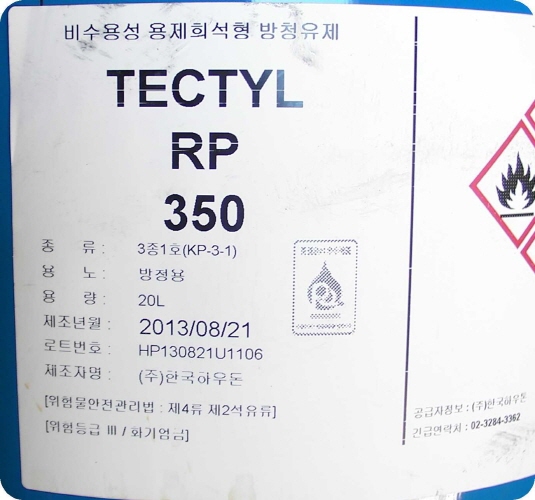 비수용성 용제희석형 방청유제
TECTYL
RP
350
종 류 : 3종1호(KP-3-1)
용 노 : 방정용
용 량 : 20L
제조년월 : 2013/08/21
로트번호 : HP130821U1106
제조자명 : (주)한국하우돈
[위험물안전관리법 : 제4류 제2석유류]
[위험등급 III / 화기엄금]
공급자정보 : (주)한국하우돈
긴급연락처 : 02-3284-3362